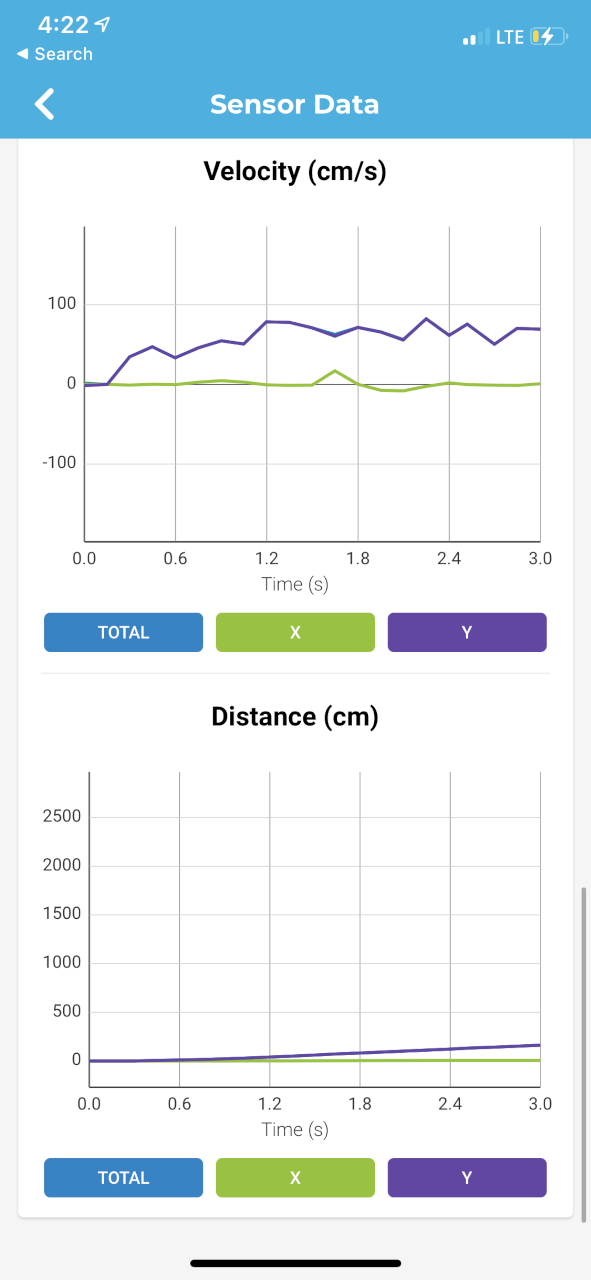 4:22
LTE
◀ Search
Sensor Data
Velocity (cm/s)
100
0
-100
0.0 0.6 1.2 1.8 2.4 3.0
Time (s)
TOTAL X Y
Distance (cm)
2500
2000
1500
1000
500
0
0.0 0.6 1.2 1.8 2.4 3.0
Time (s)
TOTAL X Y